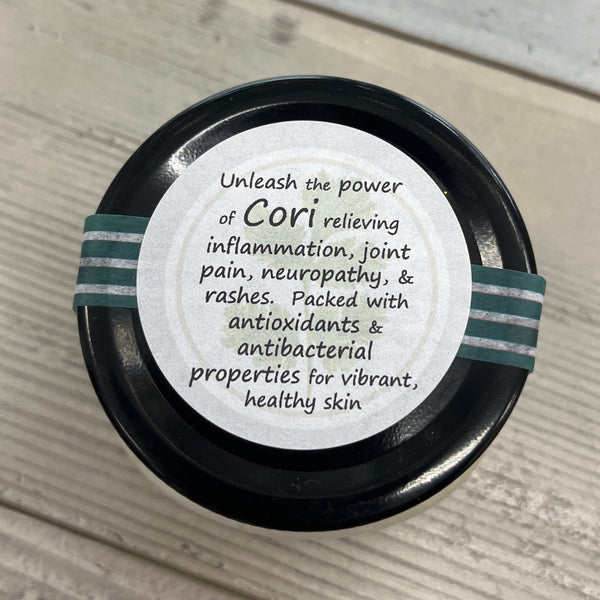 Unleash the power
of Cori relieving
inflammation, joint
pain, neuropathy, &
rashes. Packed with
antioxidants &
antibacterial
properties for vibrant,
healthy skin